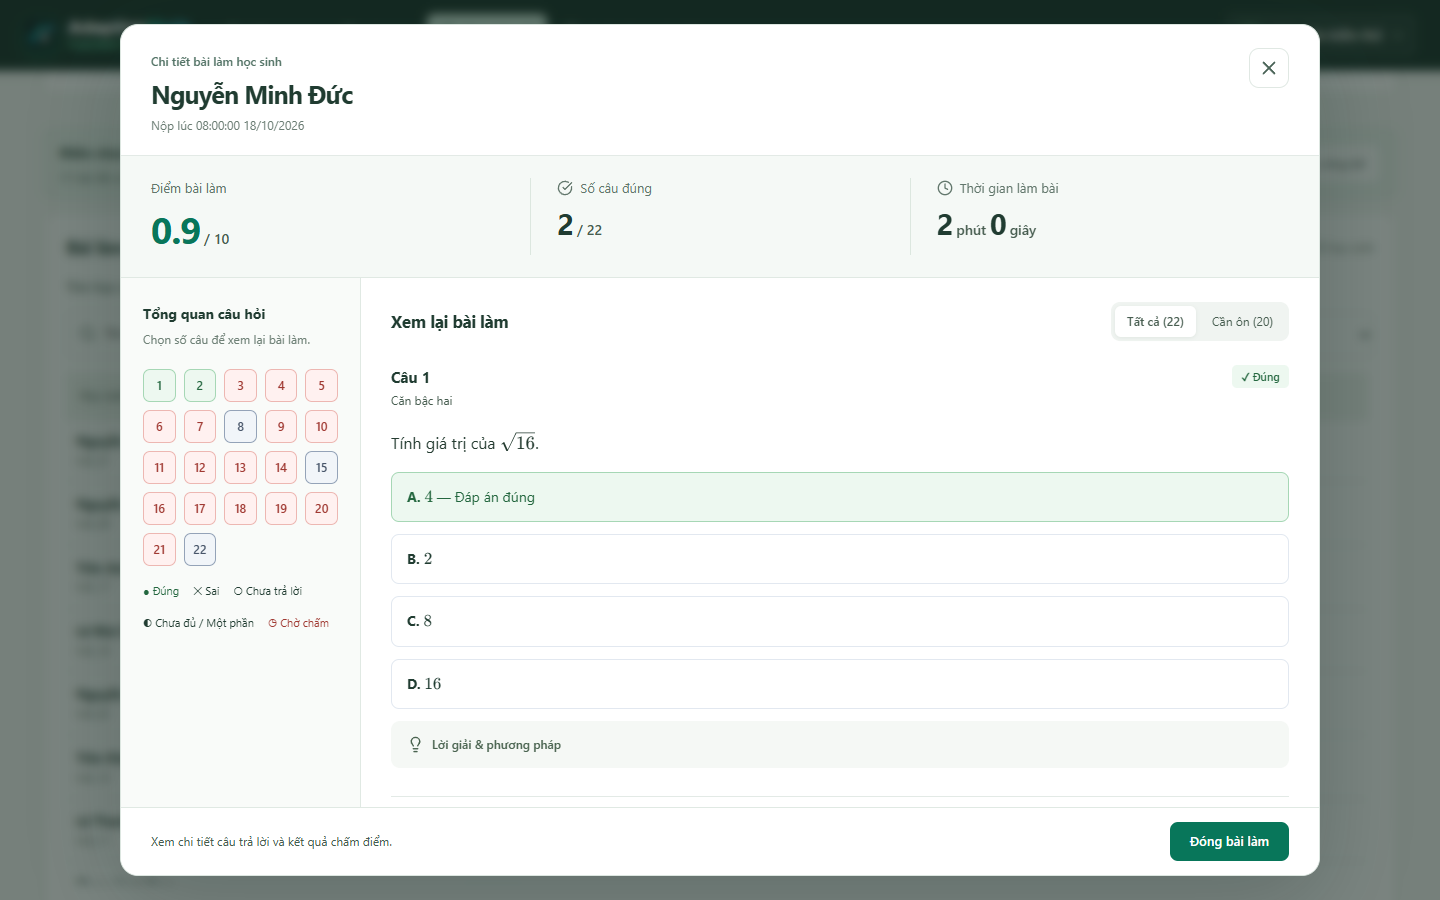 Chi tiết bài làm học sinh
Nguyễn Minh Đức
Nộp lúc 08:00:00 18/10/2026
Điểm bài làm
0.9 / 10
Số câu đúng
2 / 22
Thời gian làm bài
2 phút 0 giây
Tổng quan câu hỏi
Chọn số câu để xem lại bài làm.
1 2 3 4 5
6 7 8 9 10
11 12 13 14 15
16 17 18 19 20
21 22
● Đúng ✕ Sai ○ Chưa trả lời
◐ Chưa đủ / Một phần ◷ Chờ chấm
Xem lại bài làm
Tất cả (22) Cần ôn (20)
Câu 1
✓ Đúng
Căn bậc hai
Tính giá trị của √16.
A. 4 — Đáp án đúng
B. 2
C. 8
D. 16
Lời giải & phương pháp
Xem chi tiết câu trả lời và kết quả chấm điểm.
Đóng bài làm